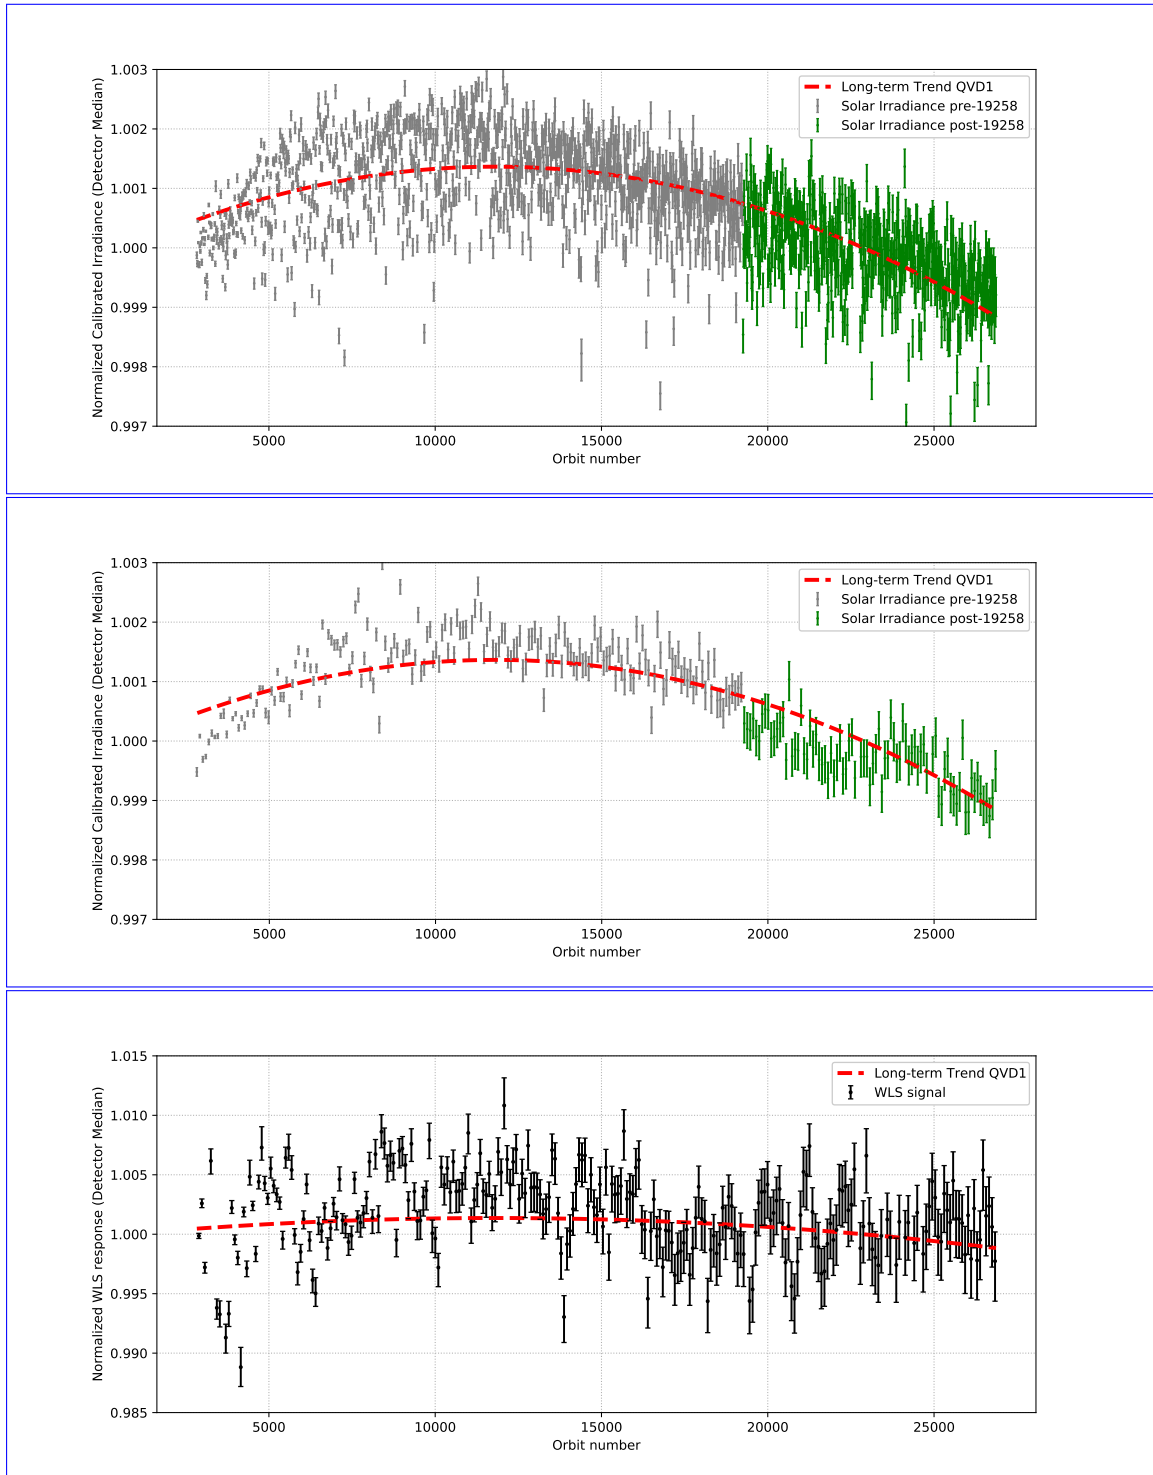 Normalized Calibrated Irradiance (Detector Median)
1.003
1.002
1.001
1.000
0.999
0.998
0.997
Long-term Trend QVD1
Solar Irradiance pre-19258
Solar Irradiance post-19258
5000 10000 15000 20000 25000
Orbit number
Normalized Calibrated Irradiance (Detector Median)
1.003
1.002
1.001
1.000
0.999
0.998
0.997
Long-term Trend QVD1
Solar Irradiance pre-19258
Solar Irradiance post-19258
5000 10000 15000 20000 25000
Orbit number
Normalized WLS response (Detector Median)
1.015
1.010
1.005
1.000
0.995
0.990
0.985
Long-term Trend QVD1
WLS signal
5000 10000 15000 20000 25000
Orbit number